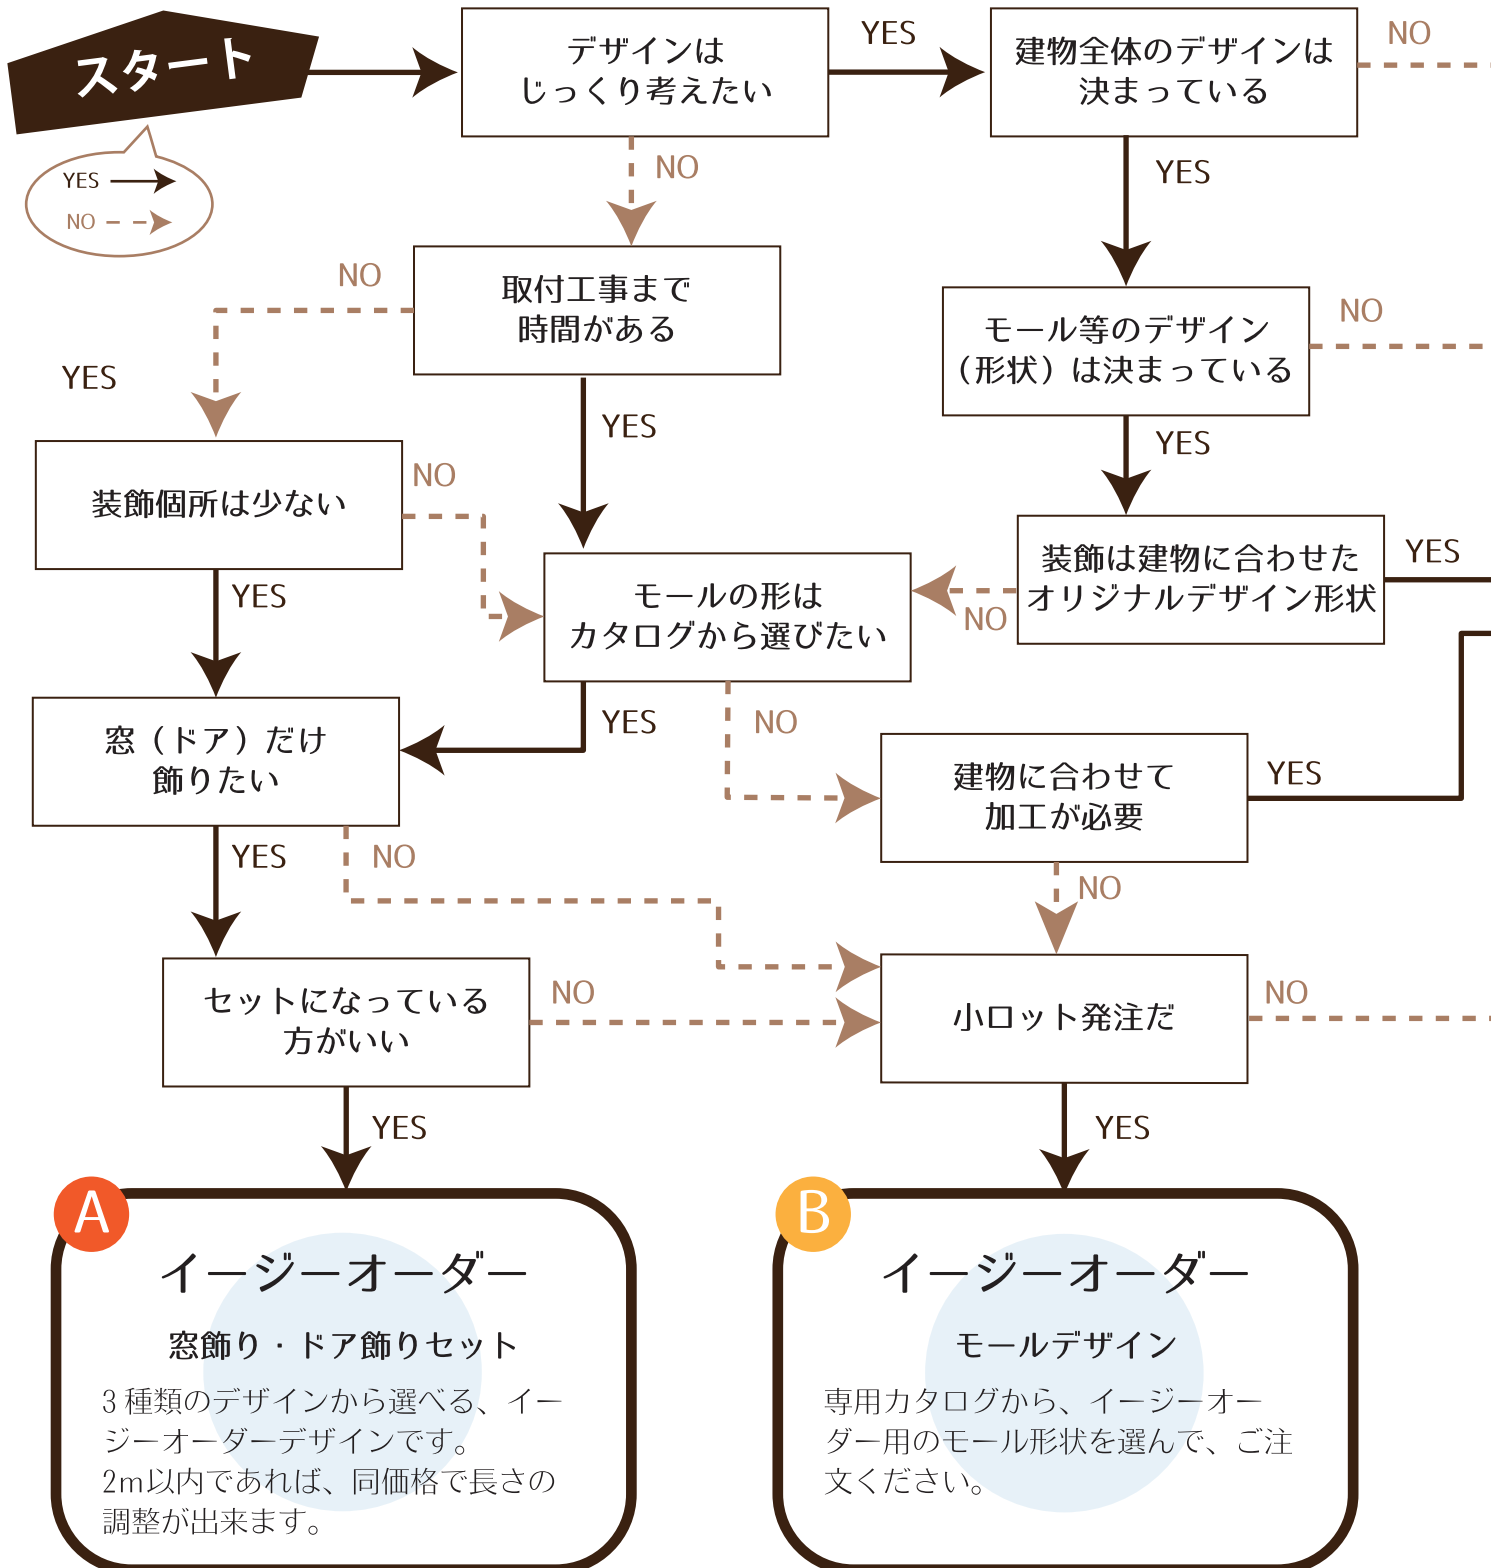 スタート
YES
NO
デザインは
じっくり考えたい
YES
建物全体のデザインは
決まっている
NO
NO
YES
取付工事まで
時間がある
NO
YES
YES
モール等のデザイン
（形状）は決まっている
NO
YES
装飾個所は少ない
NO
YES
モールの形は
カタログから選びたい
装飾は建物に合わせた
オリジナルデザイン形状
YES
NO
YES
NO
窓（ドア）だけ
飾りたい
YES
NO
建物に合わせて
加工が必要
YES
NO
セットになっている
方がいい
NO
YES
小ロット発注だ
NO
YES
A
イージーオーダー
窓飾り・ドア飾りセット
3種類のデザインから選べる、イー
ジーオーダーデザインです。
2m以内であれば、同価格で長さの
調整が出来ます。
B
イージーオーダー
モールデザイン
専用カタログから、イージーオー
ダー用のモール形状を選んで、ご注
文ください。